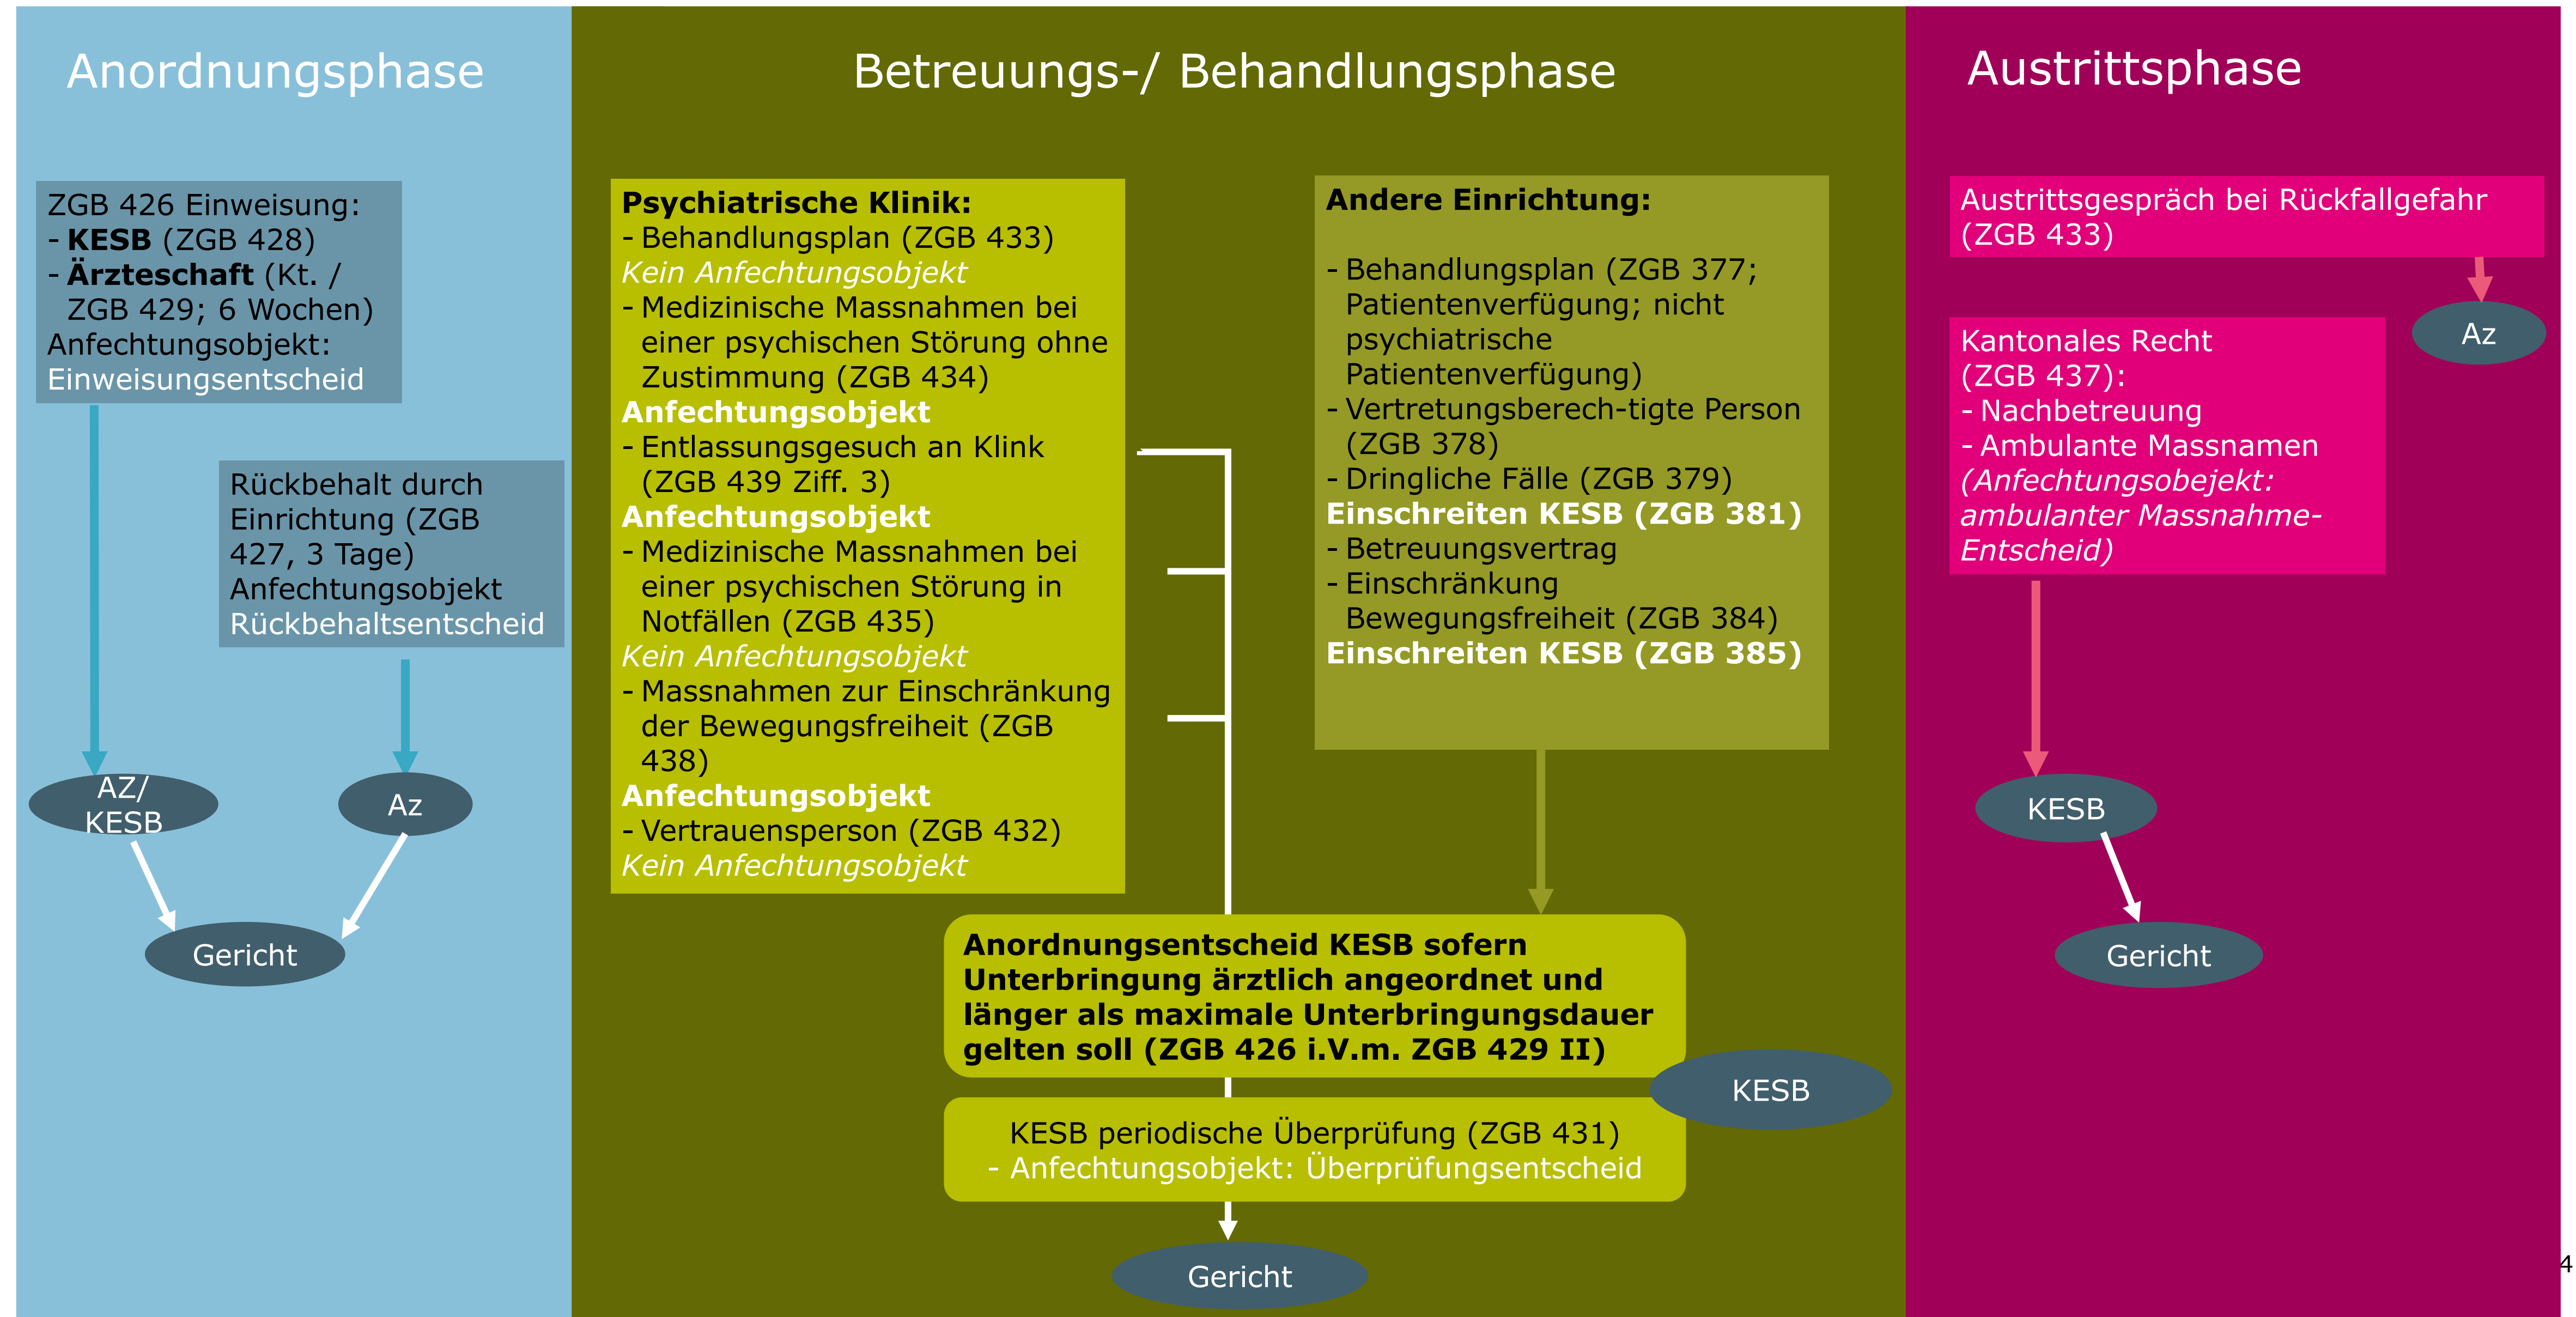 Anordnungsphase
ZGB 426 Einweisung:
- KESB (ZGB 428)
- Ärzteschaft (Kt. /
ZGB 429; 6 Wochen)
Anfechtungsobjekt:
Einweisungsentscheid
Rückbehalt durch
Einrichtung (ZGB
427, 3 Tage)
Anfechtungsobjekt
Rückbehaltsentscheid
AZ/
KESB
Az
Gericht
Betreuungs-/ Behandlungsphase
Psychiatrische Klinik:
- Behandlungsplan (ZGB 433)
Kein Anfechtungsobjekt
- Medizinische Massnahmen bei
einer psychischen Störung ohne
Zustimmung (ZGB 434)
Anfechtungsobjekt
- Entlassungsgesuch an Klink
(ZGB 439 Ziff. 3)
Anfechtungsobjekt
- Medizinische Massnahmen bei
einer psychischen Störung in
Notfällen (ZGB 435)
Kein Anfechtungsobjekt
- Massnahmen zur Einschränkung
der Bewegungsfreiheit (ZGB
438)
Anfechtungsobjekt
- Vertrauensperson (ZGB 432)
Kein Anfechtungsobjekt
Andere Einrichtung:
- Behandlungsplan (ZGB 377;
Patientenverfügung; nicht
psychiatrische
Patientenverfügung)
- Vertretungsberech-tigte Person
(ZGB 378)
- Dringliche Fälle (ZGB 379)
Einschreiten KESB (ZGB 381)
- Betreuungsvertrag
- Einschränkung
Bewegungsfreiheit (ZGB 384)
Einschreiten KESB (ZGB 385)
Anordnungsentscheid KESB sofern
Unterbringung ärztlich angeordnet und
länger als maximale Unterbringungsdauer
gelten soll (ZGB 426 i.V.m. ZGB 429 II)
KESB
KESB periodische Überprüfung (ZGB 431)
- Anfechtungsobjekt: Überprüfungsentscheid
Gericht
Austrittsphase
Austrittsgespräch bei Rückfallgefahr
(ZGB 433)
Az
Kantonales Recht
(ZGB 437):
- Nachbetreuung
- Ambulante Massnamen
(Anfechtungsobejekt:
ambulanter Massnahme-
Entscheid)
KESB
Gericht
4